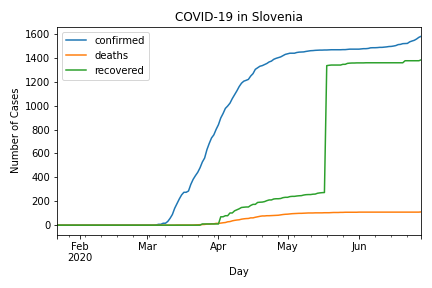 COVID-19 in Slovenia
confirmed
deaths
recovered
1600
1400
1200
1000
800
600
400
200
0
Number of Cases
Feb
2020
Mar
Apr
May
Jun
Day